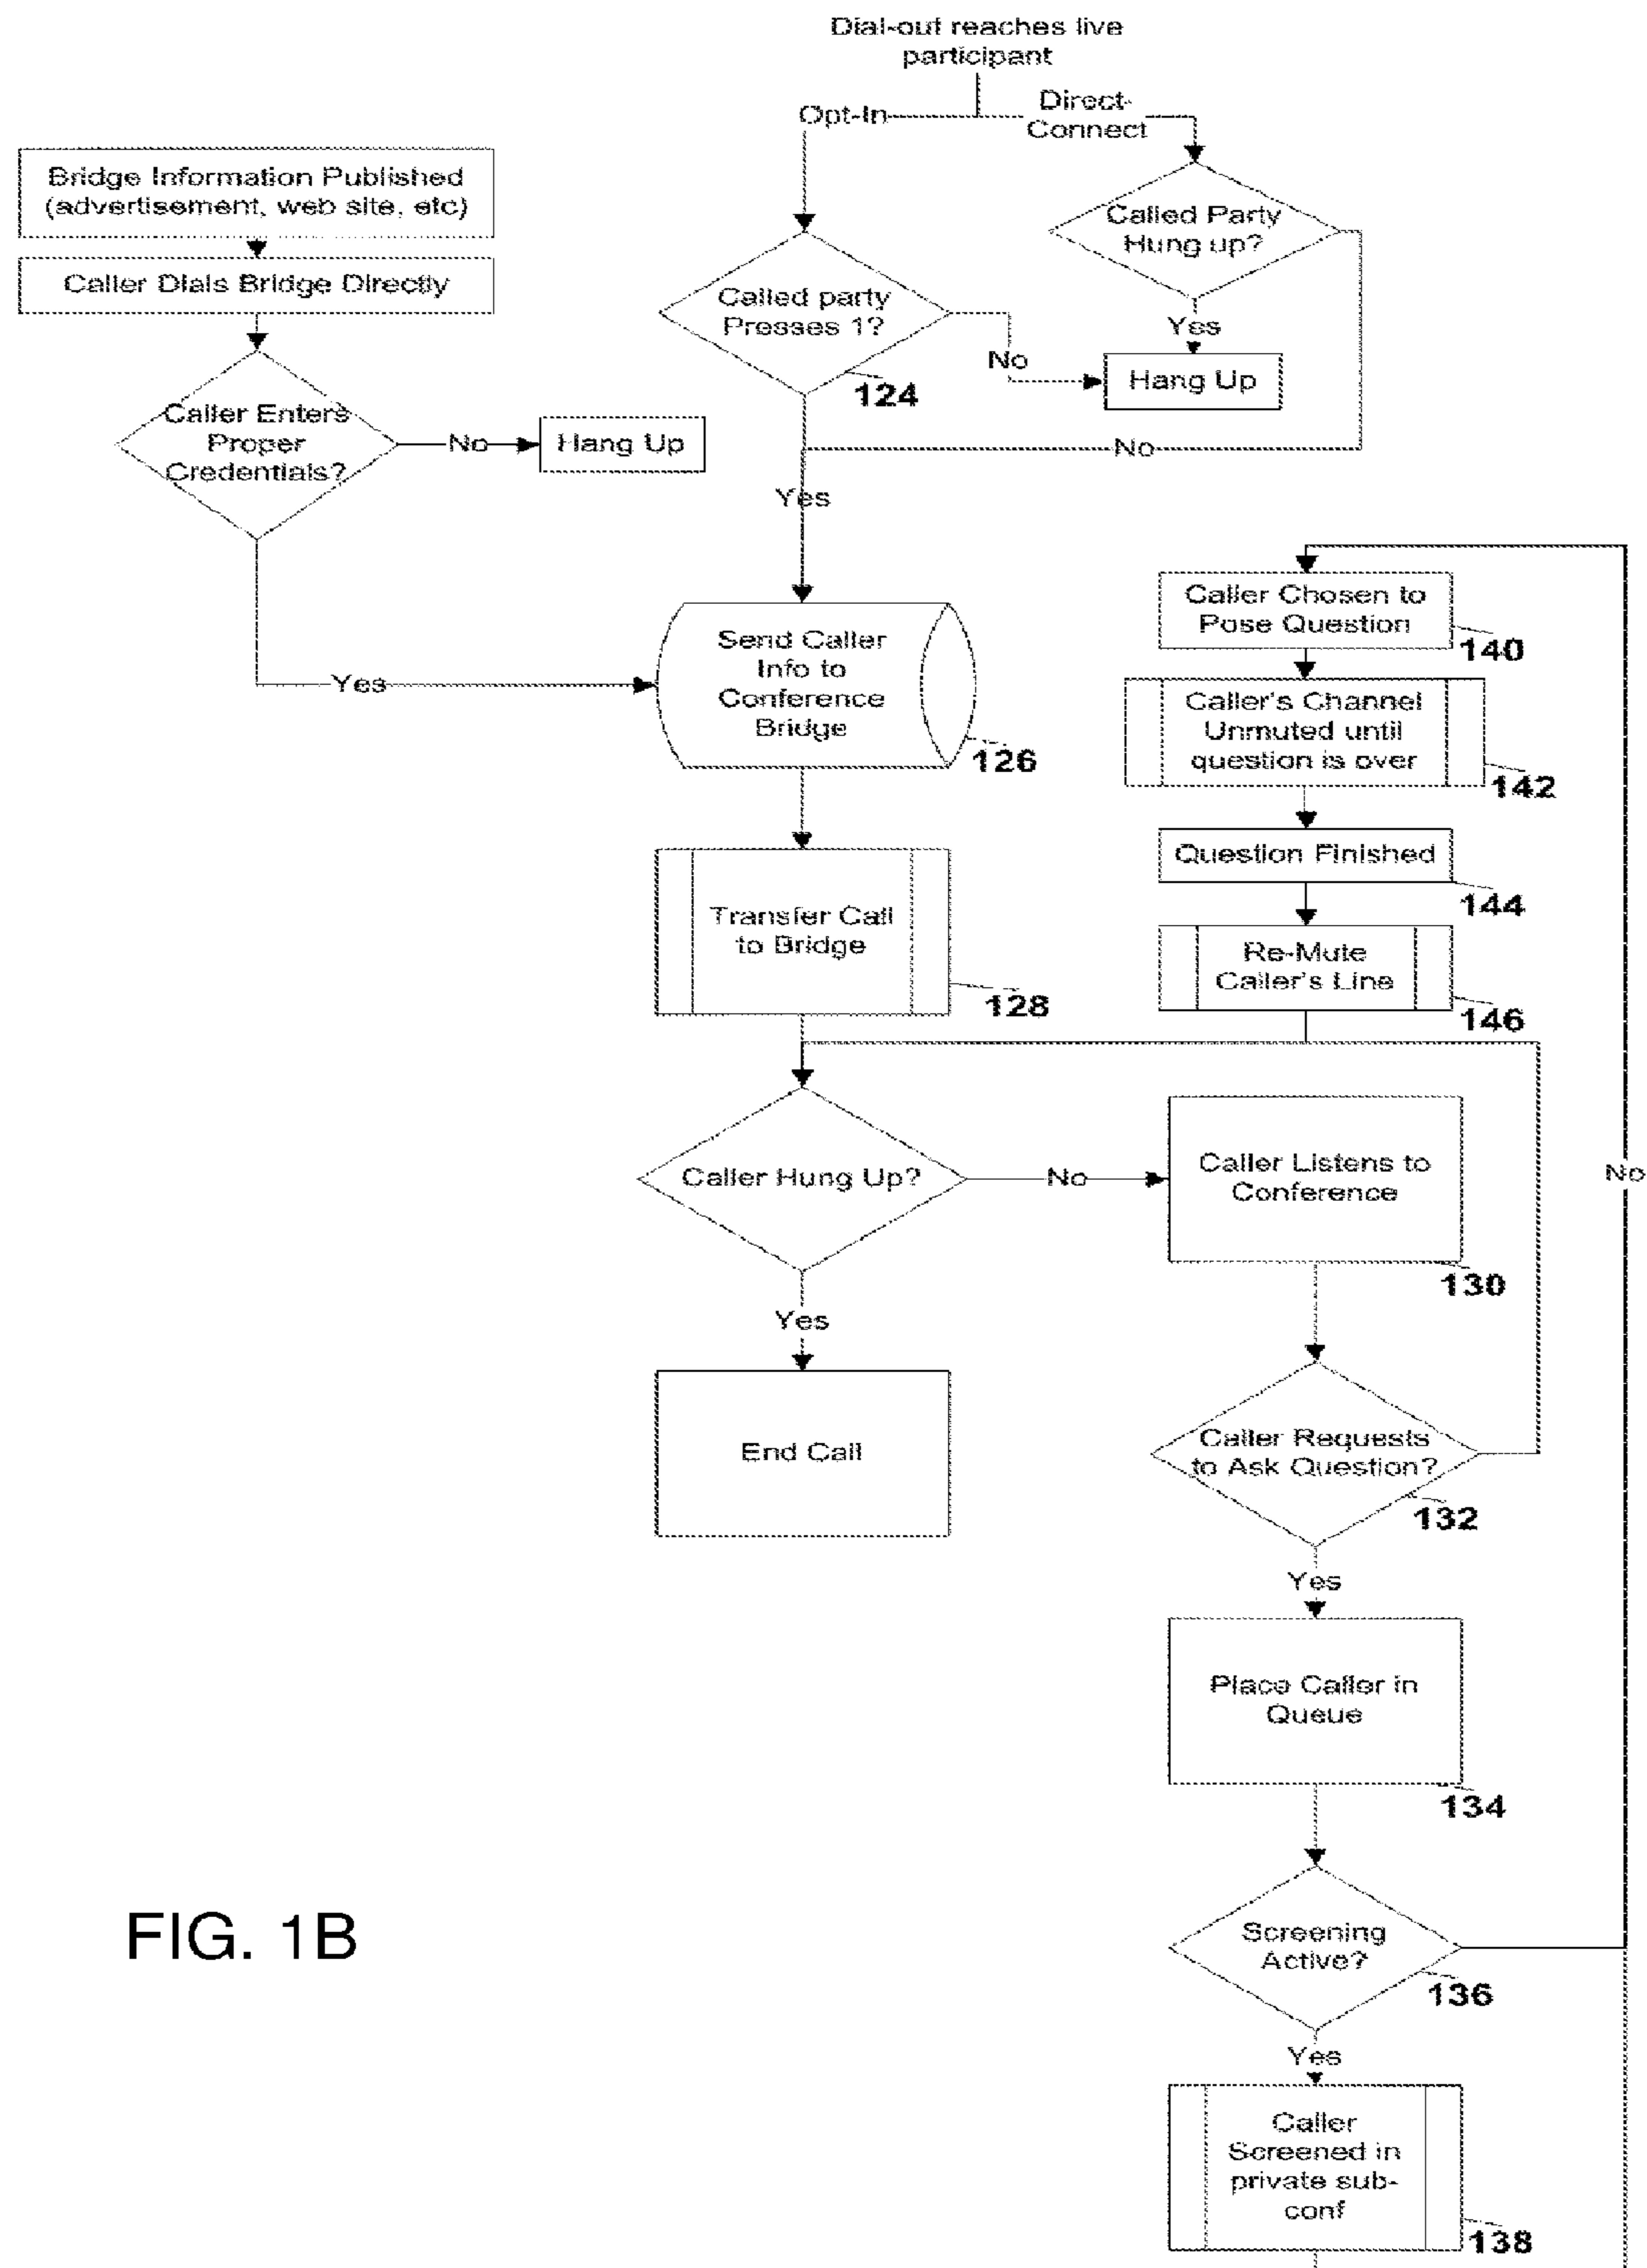 Dial-out reaches live
participant
Opt-In
Direct-
Connect
Bridge Information Published
(advertisement, web site, etc)
Called Party
Hung up?
Caller Dials Bridge Directly
Called party
Presses 1?
Yes
No
Hang Up
124
Caller Enters
Proper
Credentials?
No
Hang Up
No
Yes
Caller Chosen to
Pose Question
140
Send Caller
Info to
Conference
Bridge
126
Yes
Caller's Channel
Unmuted until
question is over
142
Question Finished
144
Transfer Call
to Bridge
128
Re-Mute
Caller's Line
146
Caller Hung Up?
No
Caller Listens to
Conference
130
No
Yes
End Call
Caller Requests
to Ask Question?
132
Yes
Place Caller in
Queue
134
FIG. 1B
Screening
Active?
136
Yes
Caller
Screened in
private sub-
conf
138